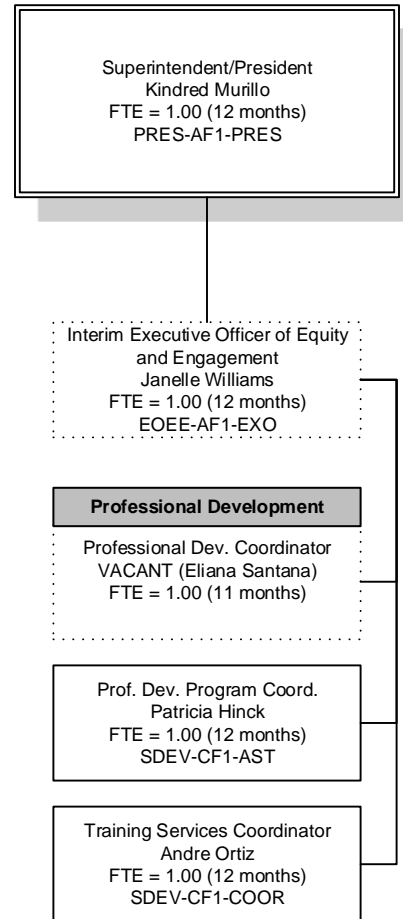 Superintendent/President
Kindred Murillo
FTE = 1.00 (12 months)
PRES-AF1-PRES
Interim Executive Officer of Equity
and Engagement
Janelle Williams
FTE = 1.00 (12 months)
EOEE-AF1-EXO
Professional Development
Professional Dev. Coordinator
VACANT (Eliana Santana)
FTE = 1.00 (11 months)
Prof. Dev. Program Coord.
Patricia Hinck
FTE = 1.00 (12 months)
SDEV-CF1-AST
Training Services Coordinator
Andre Ortiz
FTE = 1.00 (12 months)
SDEV-CF1-COOR